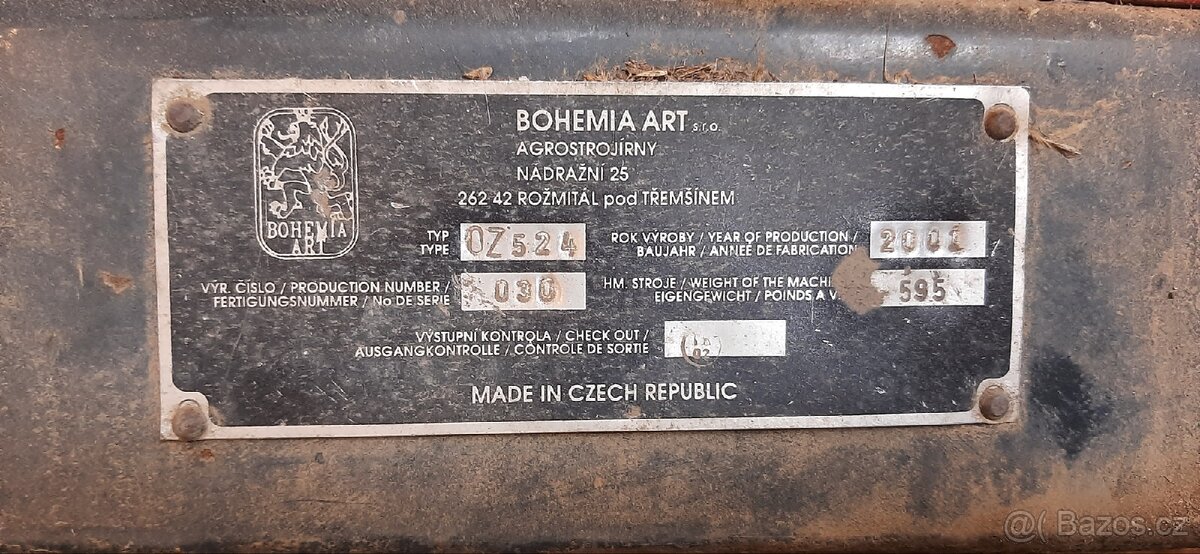 BOHEMIA ART s.r.o.
AGROSTROJÍRNY
NÁDRAŽNÍ 25
262 42 ROŽMITÁL pod TŘEMŠÍNEM
BOHEMIA
ART
TYP
TYPE
OZ524
ROK VÝROBY / YEAR OF PRODUCTION /
BAUJAHR / ANNÉE DE FABRICATION
VÝR. ČÍSLO / PRODUCTION NUMBER /
FERTIGUNGSNUMMER / No DE SERIE
030
HM. STROJE / WEIGHT OF THE
EIGENGEWICHT / POINDS A
595
VÝSTUPNÍ KONTROLA / CHECK OUT /
AUSGANGKONTROLLE / CONTRÔLE DE SORTIE
02
MADE IN CZECH REPUBLIC
@( Bazos.cz